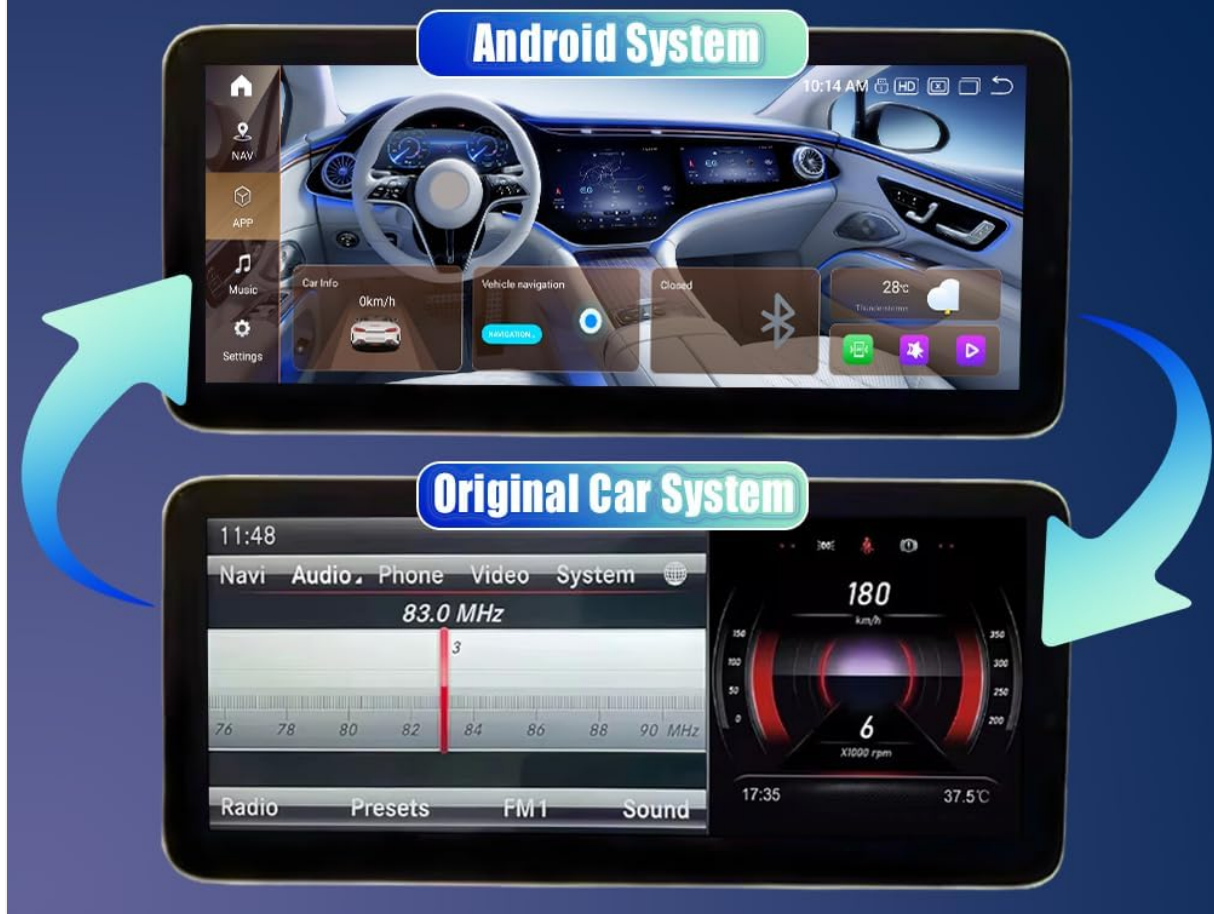 Android System
10:14 AM HD
NAV
APP
Music
Settings
Car Info
0km/h
Vehicle navigation
NAVIGATION..
Closed
28°c
Thunderstorms
Original Car System
11:48
Navi Audio Phone Video System
83.0 MHz
3
76 78 80 82 84 86 88 90 MHz
Radio Presets FM1 Sound
180
km/h
150 350
100 300
50 250
0 200
6
X1000 rpm
17:35 37.5°C